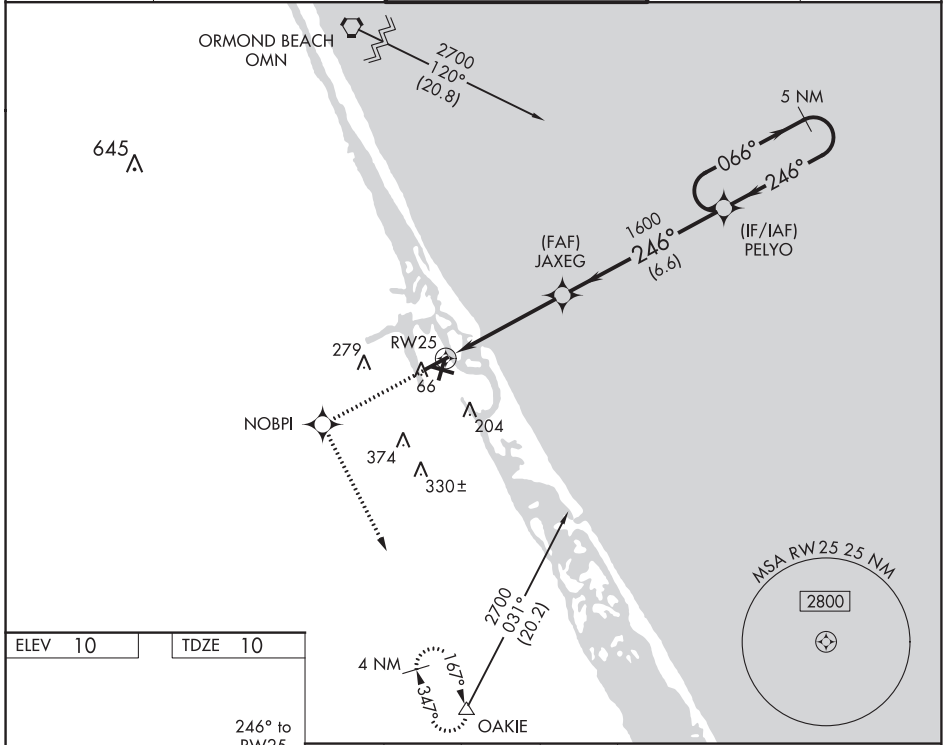 ORMOND BEACH
OMN
2700
120°
(20.8)
5 NM
645
066°
246°
(IF/IAF)
PELYO
1600
246°
(6.6)
(FAF)
JAXEG
279
RW25
66
NOBPI
204
374
330±
MSA RW25 25 NM
2800
2700
031°
(20.2)
ELEV 10
TDZE 10
4 NM
167°
347°
OAKIE
246° to
RW25